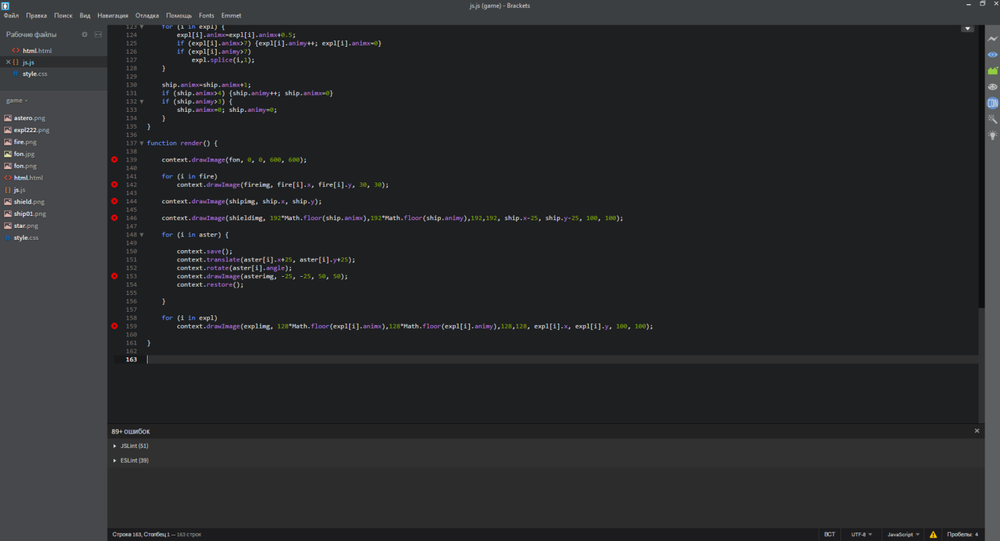 js.js (game) - Brackets
Файл Правка Поиск Вид Навигация Отладка Помощь Fonts Emmet
Рабочие файлы
<> html.html
× {} js.js
# style.css
game
astero.png
expl222.png
fire.png
fon.jpg
fon.png
<> html.html
{} js.js
shield.png
ship01.png
star.png
# style.css
123 for (i in expl) {
124 expl[i].animx=expl[i].animx+0.5;
125 if (expl[i].animx>7) {expl[i].animy++; expl[i].animx=0}
126 if (expl[i].animy>7)
127 expl.splice(i,1);
128 }
129
130 ship.animx=ship.animx+1;
131 if (ship.animx>4) {ship.animy++; ship.animx=0}
132 if (ship.animy>3) {
133 ship.animx=0; ship.animy=0;
134 }
135 }
136
137 function render() {
138
139 context.drawImage(fon, 0, 0, 600, 600);
140
141 for (i in fire)
142 context.drawImage(fireimg, fire[i].x, fire[i].y, 30, 30);
143
144 context.drawImage(shipimg, ship.x, ship.y);
145
146 context.drawImage(shieldimg, 192*Math.floor(ship.animx),192*Math.floor(ship.animy),192,192, ship.x-25, ship.y-25, 100, 100);
147
148 for (i in aster) {
149
150 context.save();
151 context.translate(aster[i].x+25, aster[i].y+25);
152 context.rotate(aster[i].angle);
153 context.drawImage(asterimg, -25, -25, 50, 50);
154 context.restore();
155
156 }
157
158 for (i in expl)
159 context.drawImage(explimg, 128*Math.floor(expl[i].animx),128*Math.floor(expl[i].animy),128,128, expl[i].x, expl[i].y, 100, 100);
160
161 }
162
163
CDN
89+ ошибок
JSLint (51)
ESLint (39)
Строка 163, Столбец 1 — 163 строк
ВСТ UTF-8 JavaScript Пробелы: 4